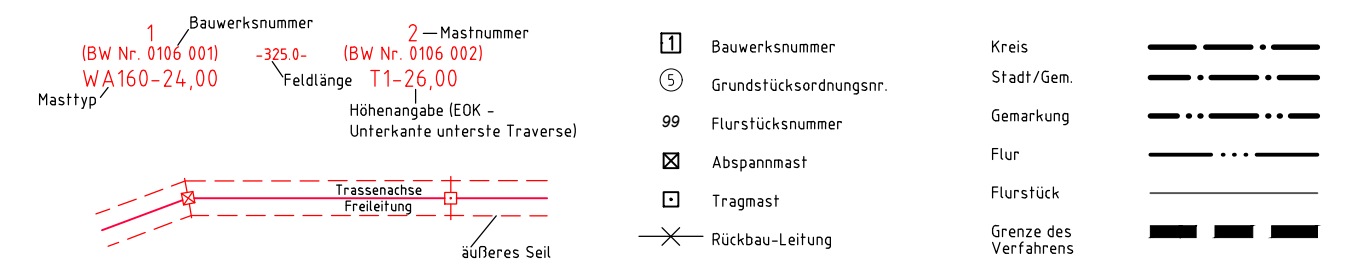 Bauwerksnummer
1
2
Mastnummer
(BW Nr. 0106 001)
-325.0-
(BW Nr. 0106 002)
WA160-24,00
Feldlänge
T1-26,00
Masttyp
Höhenangabe (EOK -
Unterkante unterste Traverse)
Trassenachse
Freileitung
äußeres Seil
1 Bauwerksnummer
5 Grundstücksordnungsnr.
99 Flurstücksnummer
Abspannmast
Tragmast
Rückbau-Leitung
Kreis
Stadt/Gem.
Gemarkung
Flur
Flurstück
Grenze des
Verfahrens